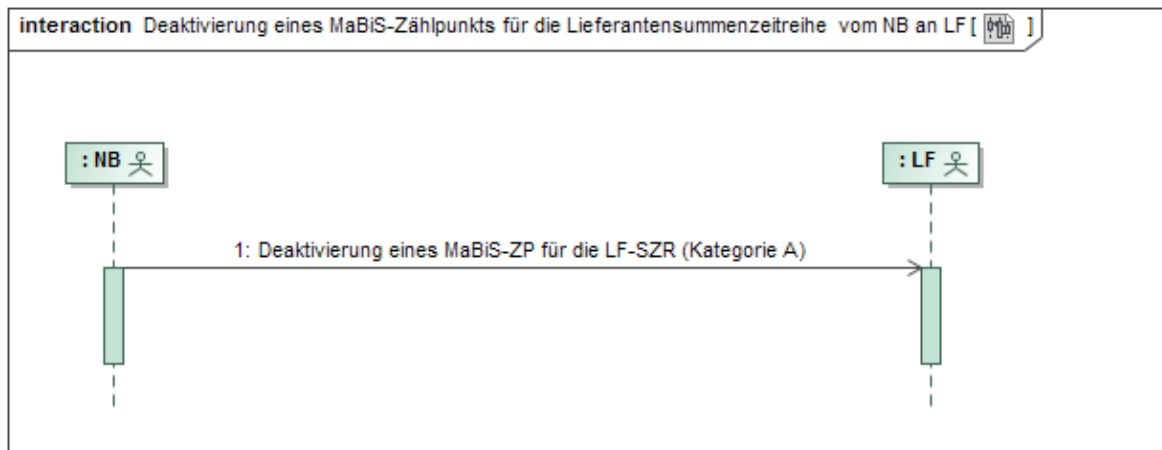 interaction Deaktivierung eines MaBiS-Zählpunkts für die Lieferantensummenzeitreihe vom NB an LF [ ]
: NB
: LF
1: Deaktivierung eines MaBiS-ZP für die LF-SZR (Kategorie A)